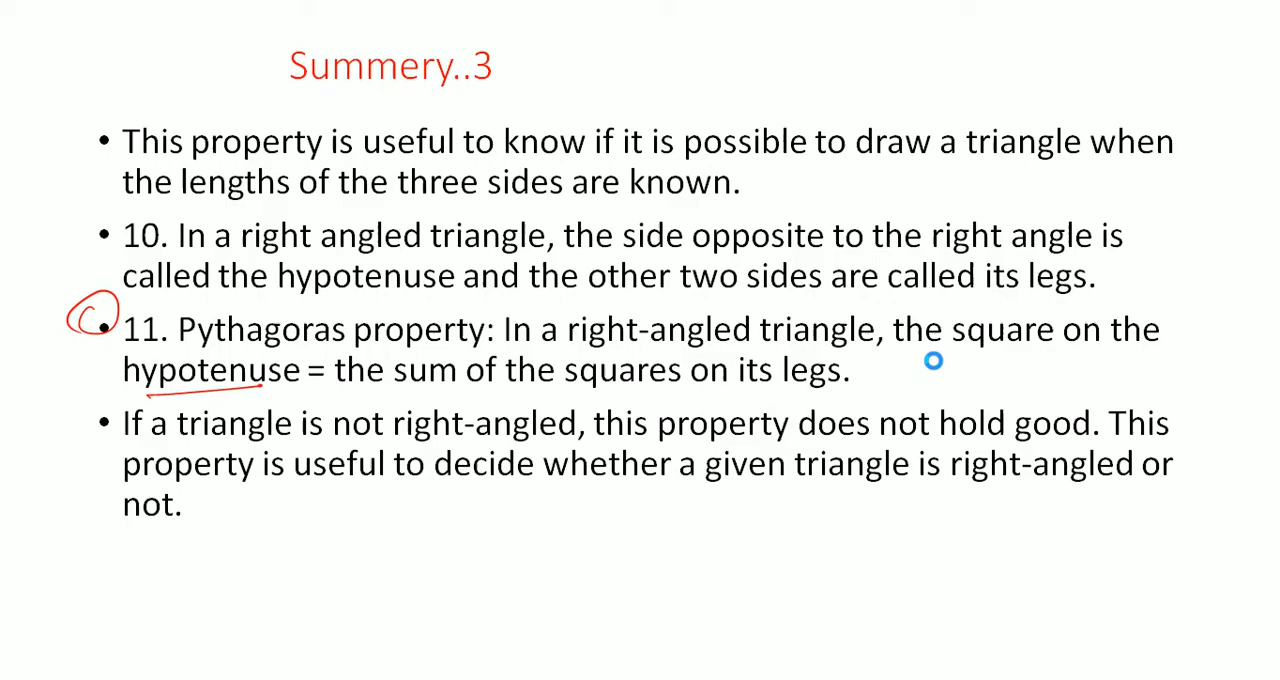 Summery..3
• This property is useful to know if it is possible to draw a triangle when
the lengths of the three sides are known.
• 10. In a right angled triangle, the side opposite to the right angle is
called the hypotenuse and the other two sides are called its legs.
• 11. Pythagoras property: In a right-angled triangle, the square on the
hypotenuse = the sum of the squares on its legs.
• If a triangle is not right-angled, this property does not hold good. This
property is useful to decide whether a given triangle is right-angled or
not.